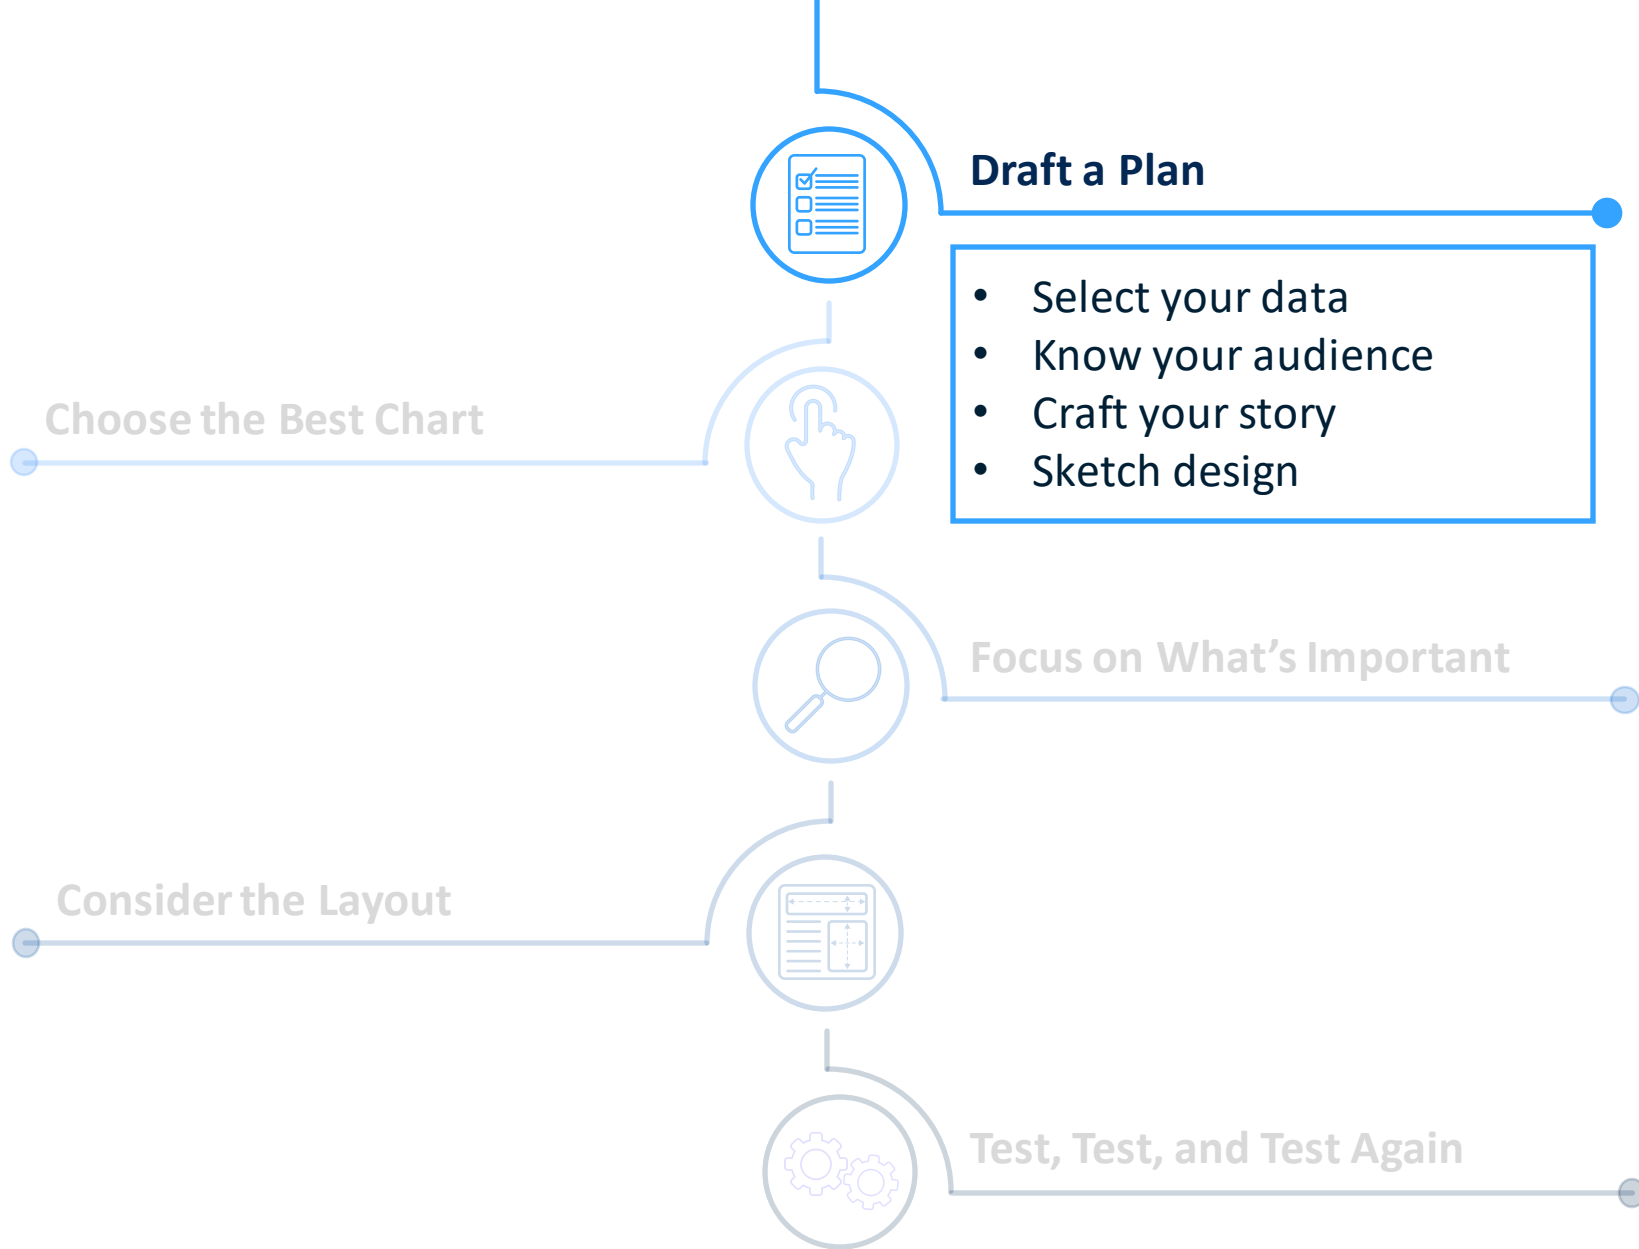 Draft a Plan
• Select your data
• Know your audience
• Craft your story
• Sketch design
Choose the Best Chart
Focus on What’s Important
Consider the Layout
Test, Test, and Test Again